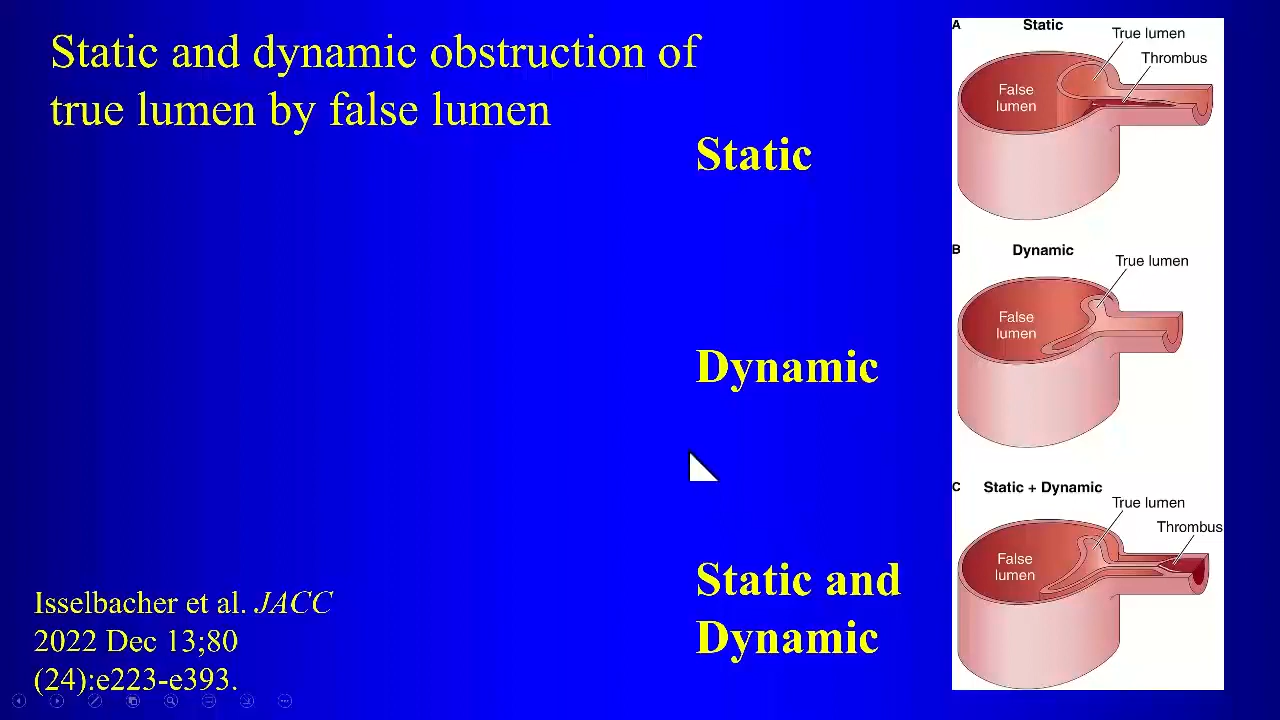 Static and dynamic obstruction of
true lumen by false lumen
Static
Dynamic
Static and
Dynamic
Isselbacher et al. JACC
2022 Dec 13;80
(24):e223-e393.
A Static
True lumen
Thrombus
False
lumen
B Dynamic
True lumen
False
lumen
C Static + Dynamic
True lumen
Thrombus
False
lumen